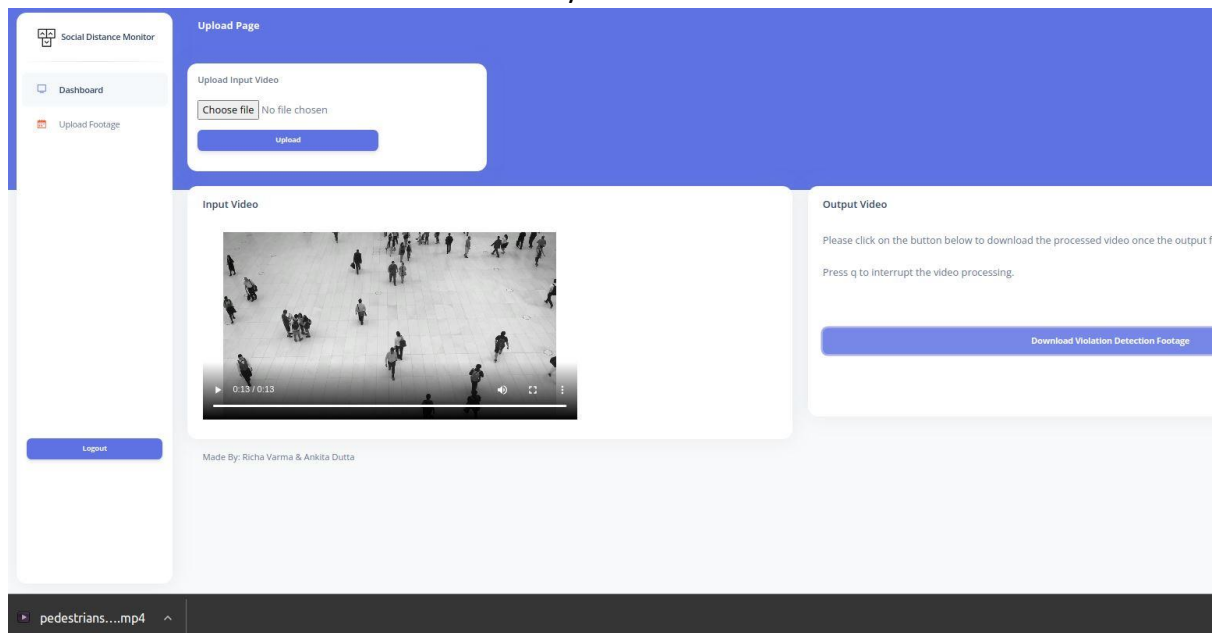 Social Distance Monitor
Dashboard
Upload Footage
Logout
Upload Page
Upload Input Video
Choose file No file chosen
Upload
Input Video
0:13 / 0:13
Output Video
Please click on the button below to download the processed video once the output f
Press q to interrupt the video processing.
Download Violation Detection Footage
Made By: Richa Varma & Ankita Dutta
pedestrians....mp4